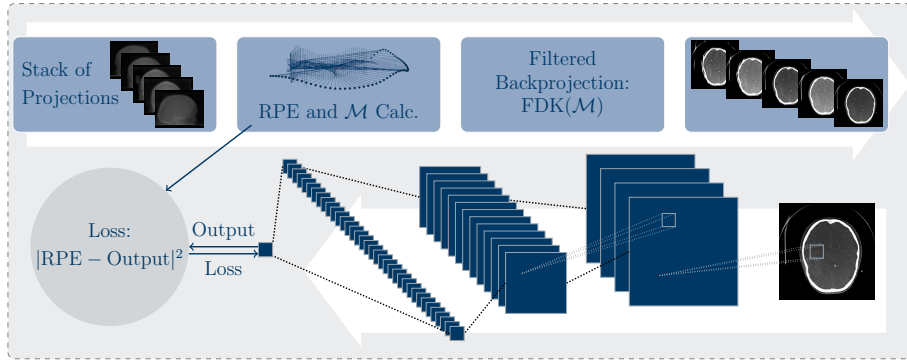 Stack of
Projections
RPE and ℳ Calc.
Filtered
Backprojection:
FDK(ℳ)
Loss:
|RPE − Output|²
Output
Loss